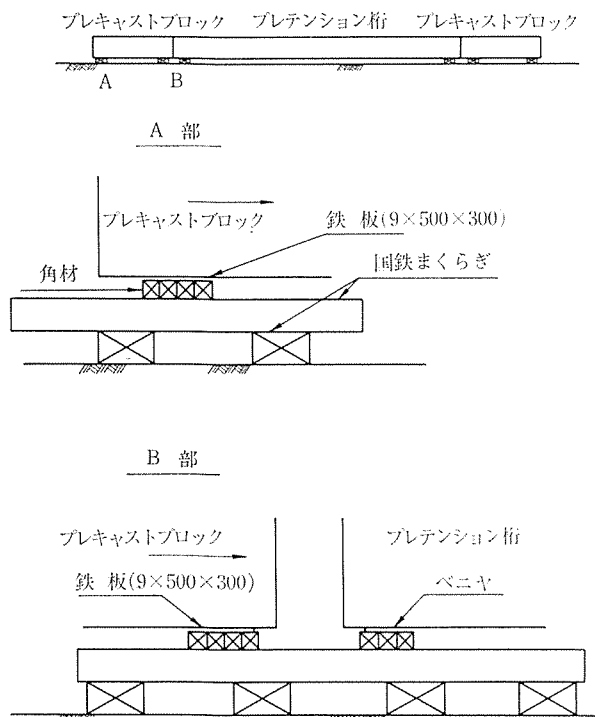 プレキャストブロック プレテンション桁 プレキャストブロック
A B
A 部
プレキャストブロック
鉄 板(9×500×300)
国鉄まくらぎ
角材
B 部
プレキャストブロック プレテンション桁
鉄 板(9×500×300) ベニヤ